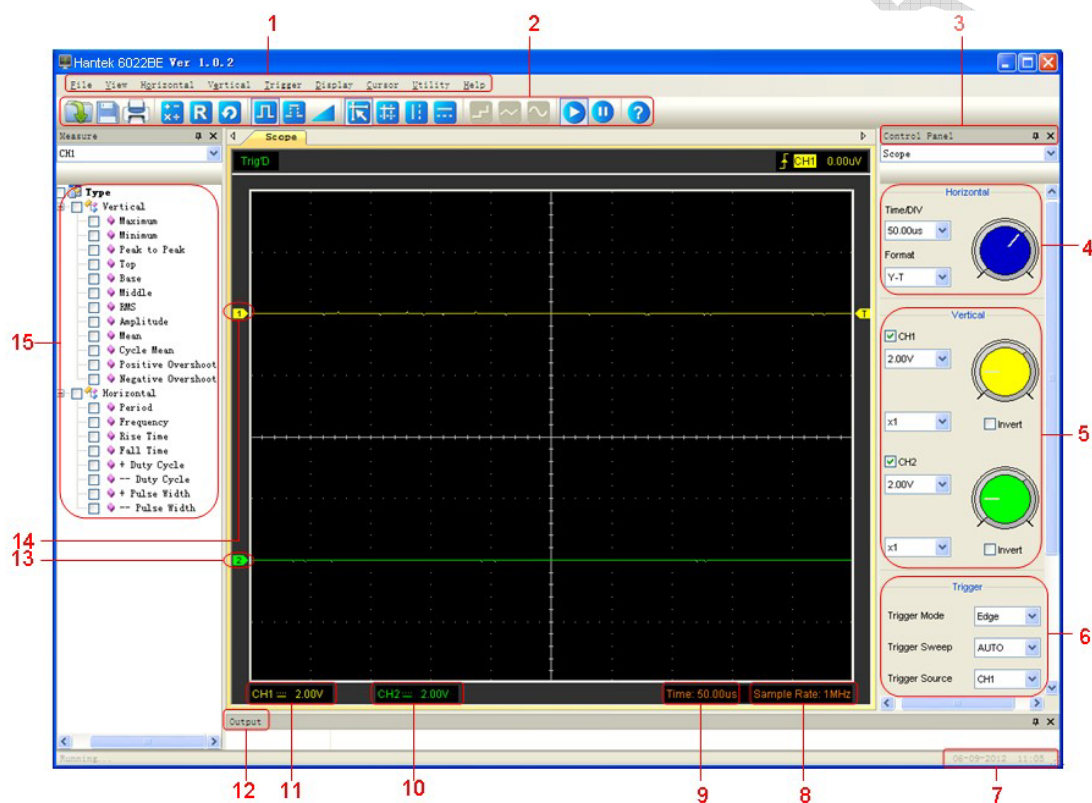 1 2 3
Hantek 6022BE Ver 1.0.2
File View Horizontal Vertical Trigger Display Cursor Utility Help
R
?
Measure
CH1
Type
Vertical
Maximum
Minimum
Peak to Peak
Top
Base
Middle
RMS
Amplitude
Mean
Cycle Mean
Positive Overshoot
Negative Overshoot
Horizontal
Period
Frequency
Rise Time
Fall Time
+ Duty Cycle
-- Duty Cycle
+ Pulse Width
-- Pulse Width
15
14
13
Scope
Trig'D
CH1 0.00uV
1
T
2
CH1 2.00V
CH2 2.00V
Time: 50.00us
Sample Rate: 1MHz
Output
Control Panel
Scope
Horizontal
Time/DIV
50.00us
Format
Y-T
4
Vertical
CH1
2.00V
x1
Invert
5
CH2
2.00V
x1
Invert
Trigger
Trigger Mode Edge
Trigger Sweep AUTO
Trigger Source CH1
6
Running...
06-09-2012 11:05
12 11 10 9 8 7